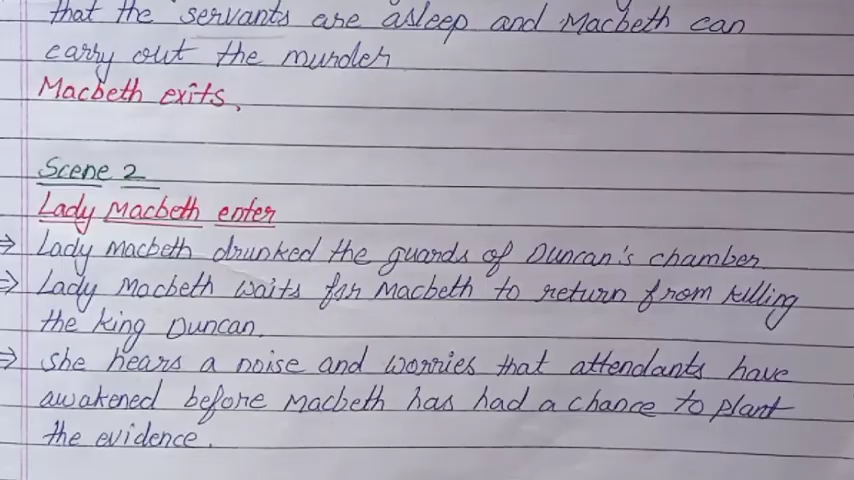 that the servants are asleep and Macbeth can
carry out the murder
Macbeth exits.
Scene 2
Lady Macbeth enter
⇒ Lady Macbeth drunked the guards of Duncan's chamber
⇒ Lady Macbeth waits for Macbeth to return from killing
the king Duncan.
⇒ She hears a noise and worries that attendants have
awakened before Macbeth has had a chance to plant
the evidence.